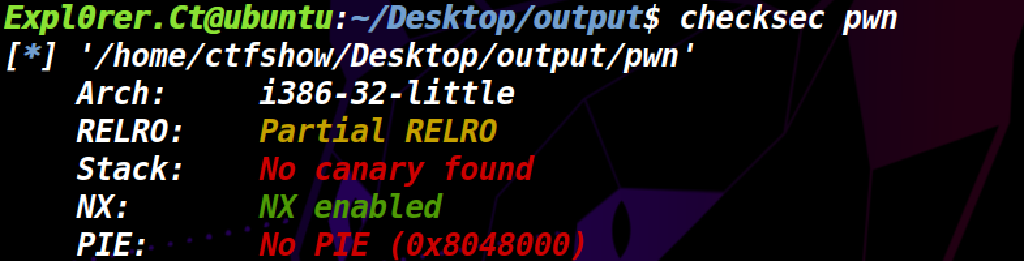 Expl0rer.Ct@ubuntu:~/Desktop/output$ checksec pwn
[*] '/home/ctfshow/Desktop/output/pwn'
    Arch:     i386-32-little
    RELRO:    Partial RELRO
    Stack:    No canary found
    NX:       NX enabled
    PIE:      No PIE (0x8048000)